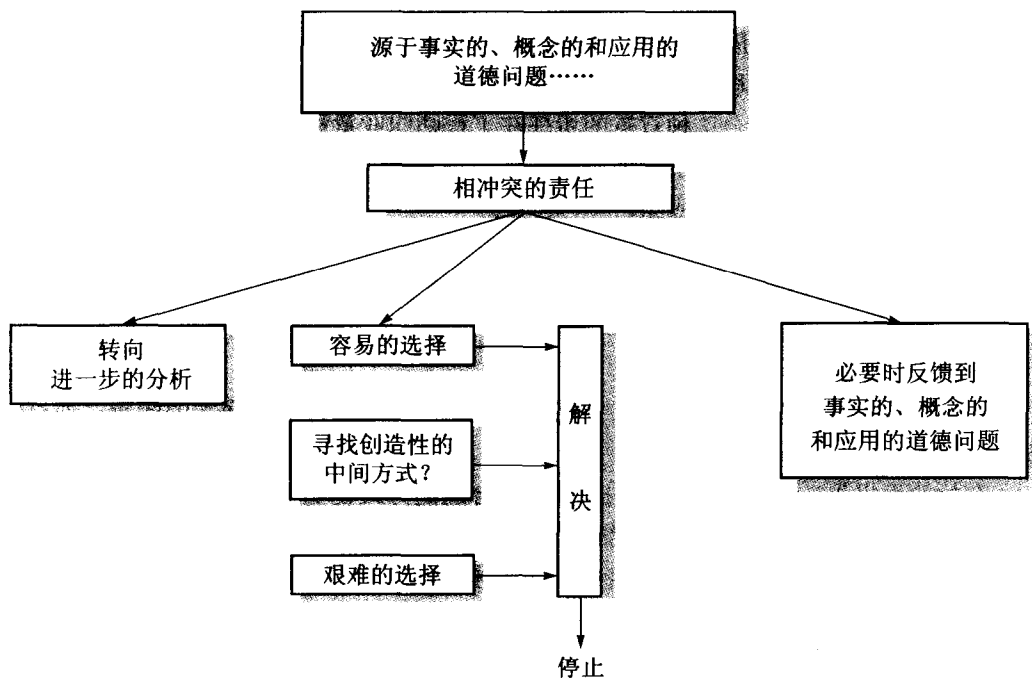 源于事实的、概念的和应用的
道德问题……
相冲突的责任
转向
进一步的分析
容易的选择
寻找创造性的
中间方式?
艰难的选择
解
决
停止
必要时反馈到
事实的、概念的
和应用的道德问题